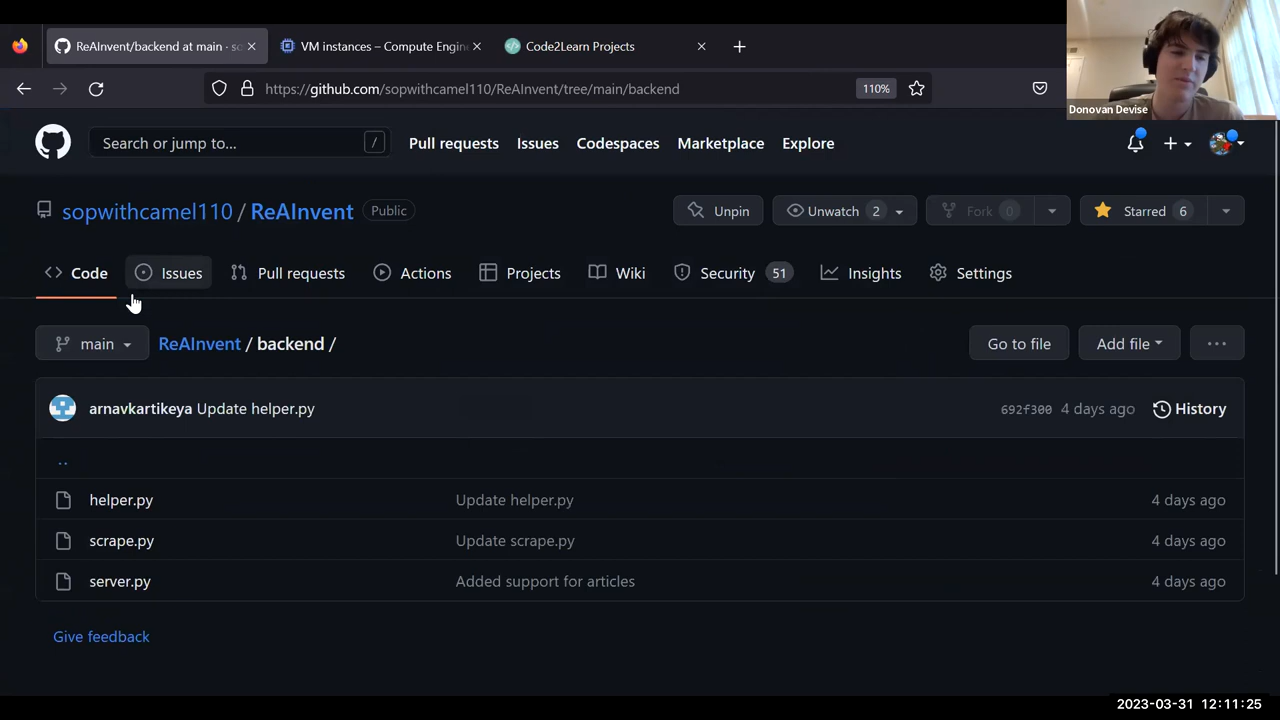 ReAInvent/backend at main · so
VM instances – Compute Engin
Code2Learn Projects
https://github.com/sopwithcamel110/ReAInvent/tree/main/backend
110%
Donovan Devise
Search or jump to...
/
Pull requests
Issues
Codespaces
Marketplace
Explore
sopwithcamel110 / ReAInvent
Public
Unpin
Unwatch 2
Fork 0
Starred 6
Code
Issues
Pull requests
Actions
Projects
Wiki
Security 51
Insights
Settings
main
ReAInvent / backend /
Go to file
Add file
arnavkartikeya Update helper.py
692f300 4 days ago
History
..
helper.py
Update helper.py
4 days ago
scrape.py
Update scrape.py
4 days ago
server.py
Added support for articles
4 days ago
Give feedback
2023-03-31 12:11:25